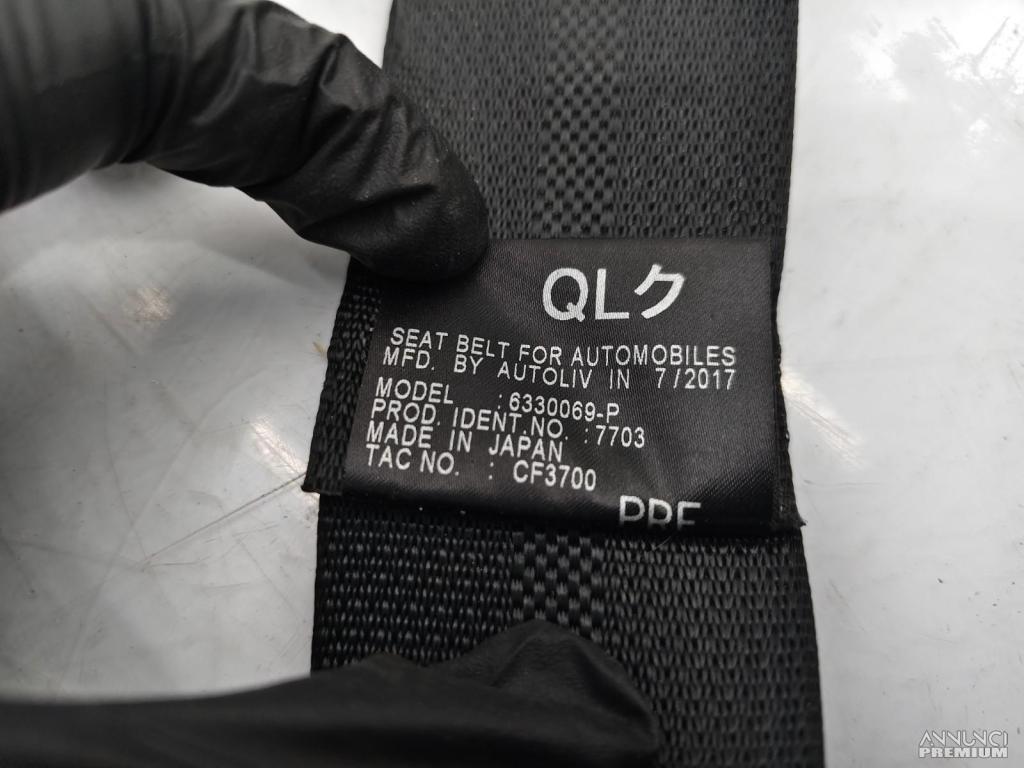 QLク
SEAT BELT FOR AUTOMOBILES
MFD. BY AUTOLIV IN 7/2017
MODEL :6330069-P
PROD. IDENT.NO. :7703
MADE IN JAPAN
TAC NO. : CF3700
ANNUNCI
PREMIUM